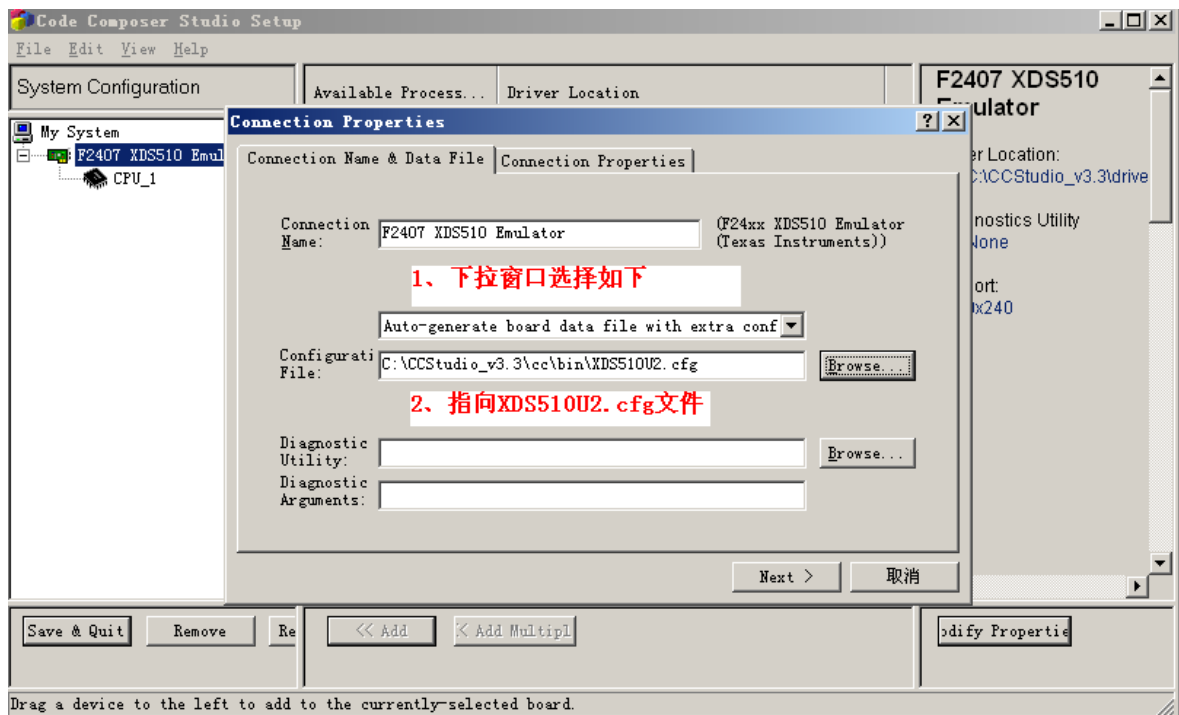 Code Composer Studio Setup
File Edit View Help
System Configuration
Available Process... Driver Location
F2407 XDS510
Emulator
My System
F2407 XDS510 Emul
CPU_1
Connection Properties
Connection Name & Data File
Connection Properties
Connection
Name:
F2407 XDS510 Emulator
(F24xx XDS510 Emulator
(Texas Instruments))
1、下拉窗口选择如下
Auto-generate board data file with extra conf
Configurati
File:
C:\CCStudio_v3.3\cc\bin\XDS510U2.cfg
Browse...
2、指向XDS510U2.cfg文件
Diagnostic
Utility:
Browse...
Diagnostic
Arguments:
Next >
取消
er Location:
C:\CCStudio_v3.3\drive
nostics Utility
None
ort:
0x240
Save & Quit
Remove
Re
<< Add
< Add Multipl
odify Propertie
Drag a device to the left to add to the currently-selected board.